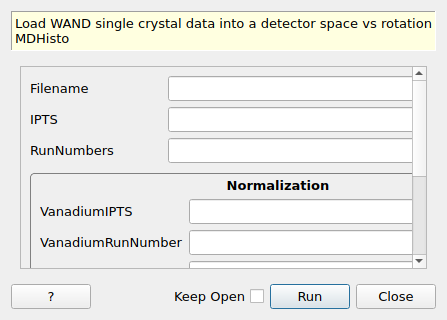 Load WAND single crystal data into a detector space vs rotation
MDHisto
Filename
IPTS
RunNumbers
Normalization
VanadiumIPTS
VanadiumRunNumber
? Keep Open Run Close